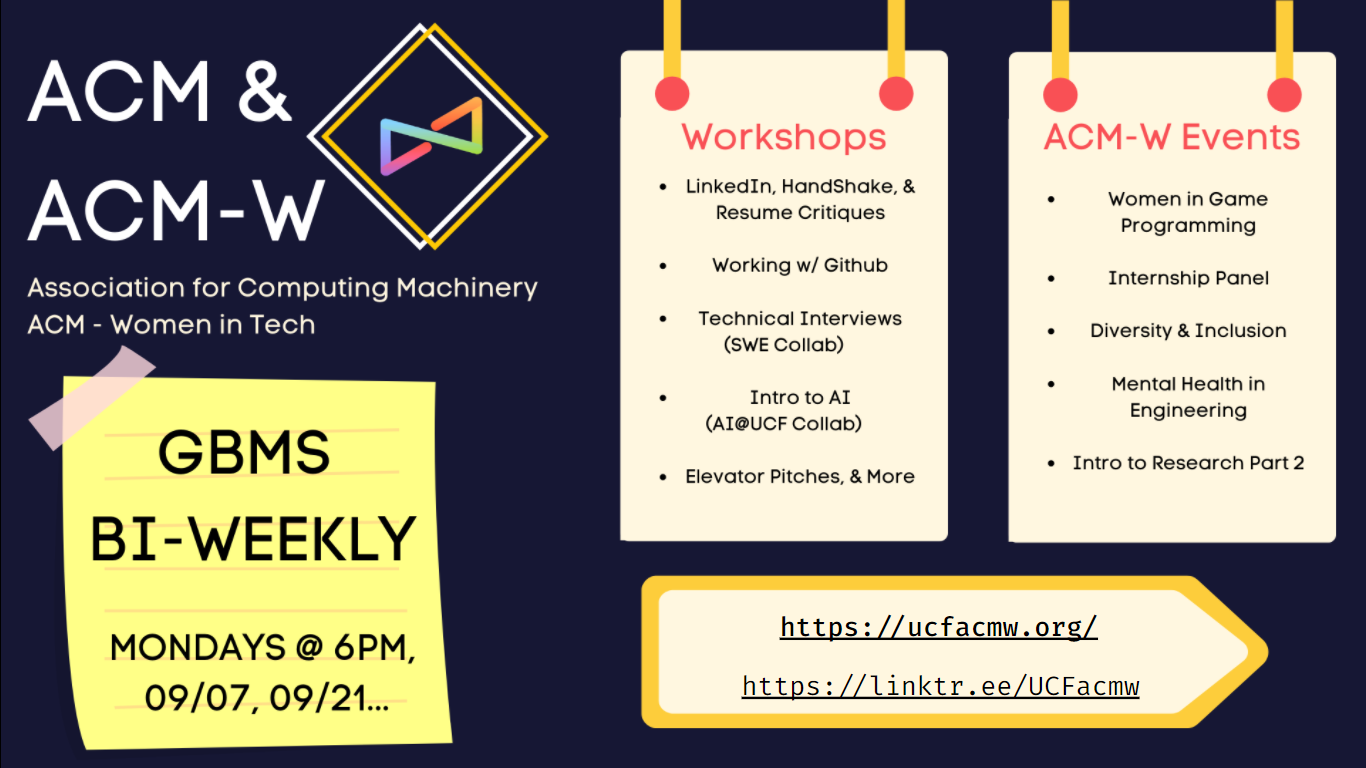 ACM &
ACM-W
Association for Computing Machinery
ACM - Women in Tech
GBMS
BI-WEEKLY
MONDAYS @ 6PM,
09/07, 09/21...
Workshops
• LinkedIn, HandShake, &
Resume Critiques
• Working w/ Github
• Technical Interviews
(SWE Collab)
• Intro to AI
(AI@UCF Collab)
• Elevator Pitches, & More
ACM-W Events
• Women in Game
Programming
• Internship Panel
• Diversity & Inclusion
• Mental Health in
Engineering
• Intro to Research Part 2
https://ucfacmw.org/
https://linktr.ee/UCFacmw